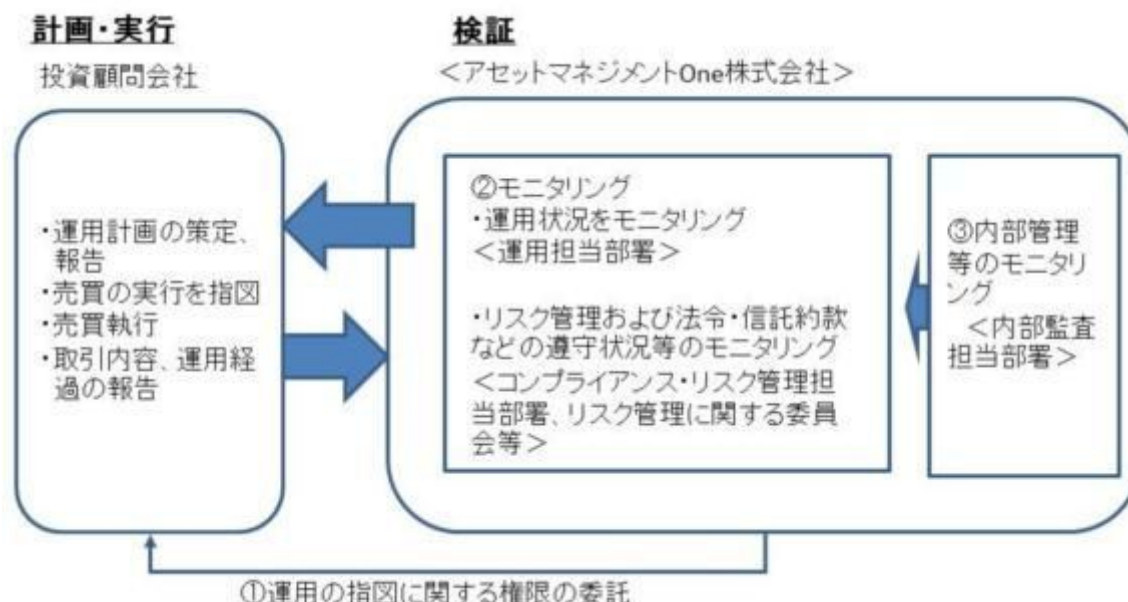 計画・実行
投資顧問会社
・運用計画の策定、
報告
・売買の実行を指図
・売買執行
・取引内容、運用経
過の報告
検証
＜アセットマネジメントOne株式会社＞
②モニタリング
・運用状況をモニタリング
＜運用担当部署＞
・リスク管理および法令・信託約款
などの遵守状況等のモニタリング
＜コンプライアンス・リスク管理担
当部署、リスク管理に関する委員
会等＞
③内部管理
等のモニタリ
ング
＜内部監査
担当部署＞
①運用の指図に関する権限の委託